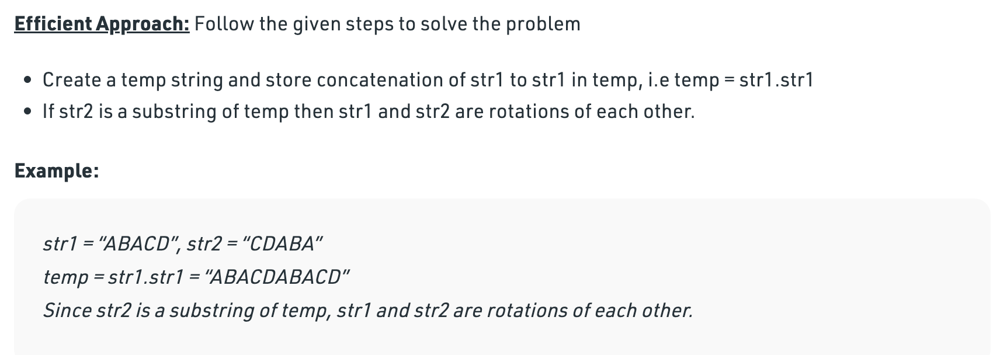 Efficient Approach: Follow the given steps to solve the problem
• Create a temp string and store concatenation of str1 to str1 in temp, i.e temp = str1.str1
• If str2 is a substring of temp then str1 and str2 are rotations of each other.
Example:
str1 = “ABACD”, str2 = “CDABA”
temp = str1.str1 = “ABACDABACD”
Since str2 is a substring of temp, str1 and str2 are rotations of each other.